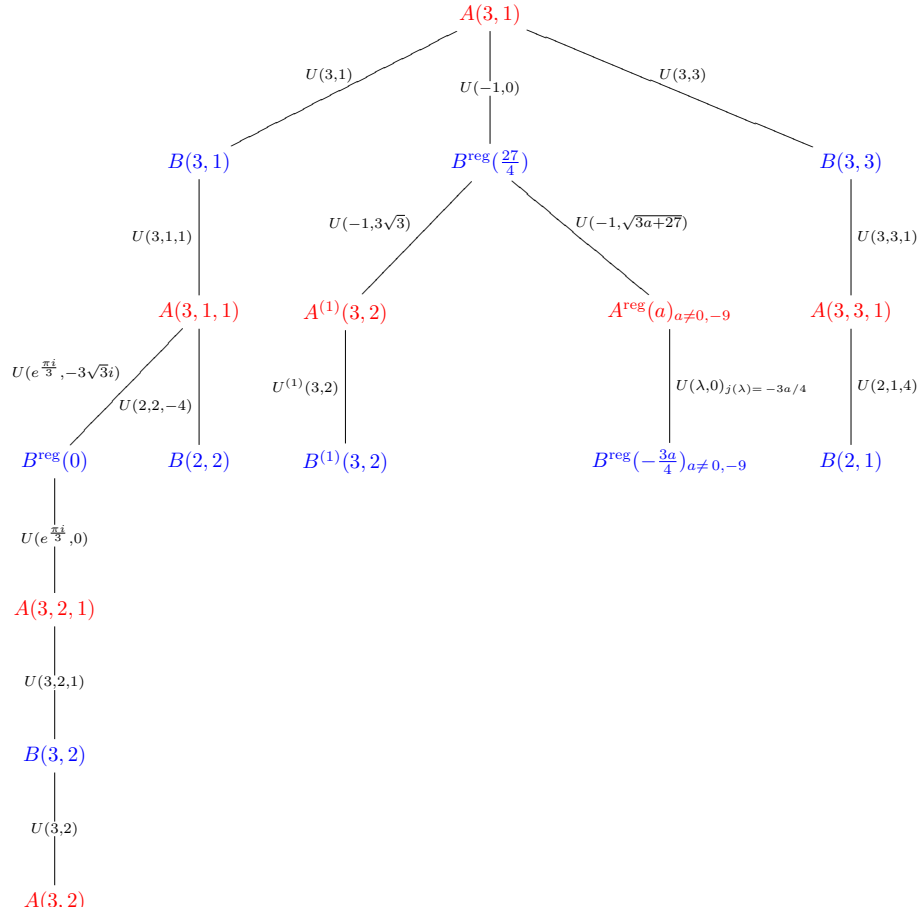 A(3, 1)
U(3,1)
U(−1,0)
U(3,3)
B(3, 1)
B^reg(27/4)
B(3, 3)
U(3,1,1)
U(−1,3√3)
U(−1,√(3a+27))
U(3,3,1)
A(3, 1, 1)
A^(1)(3, 2)
A^reg(a)_{a≠0,−9}
A(3, 3, 1)
U(e^{πi/3},−3√3i)
U(2,2,−4)
U^(1)(3,2)
U(λ,0)_{j(λ)=−3a/4}
U(2,1,4)
B^reg(0)
B(2, 2)
B^(1)(3, 2)
B^reg(−3a/4)_{a≠0,−9}
B(2, 1)
U(e^{πi/3},0)
A(3, 2, 1)
U(3,2,1)
B(3, 2)
U(3,2)
A(3, 2)